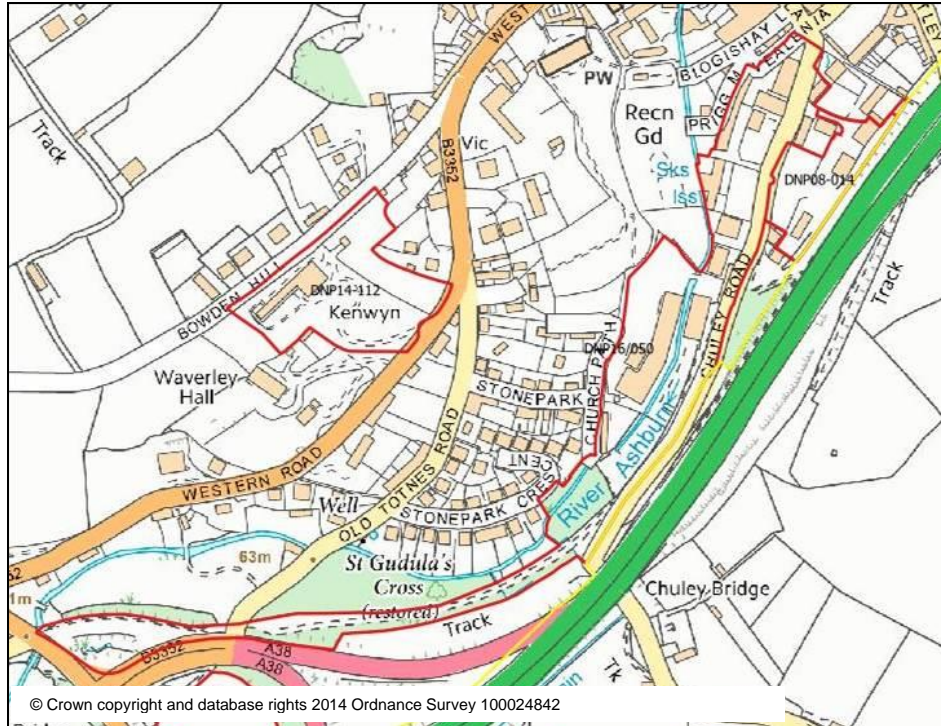 WEST
BLOGISHAY LA
PW
Track
Recn
Gd
PR
Vic
B3352
Sks
Iss
DNP08-014
BOWDEN HILL
DNP14-112
Kenwyn
CHULEY ROAD
Track
DNP16/050
CHURCH PATH
Waverley
Hall
STONEPARK
River Ashburn
WESTERN ROAD
OLD TOTNES ROAD
CRESCENT
Well
STONEPARK
63m
St Gudula's
Cross
(restored)
Chuley Bridge
Track
B3352
A38
A38
Tk
© Crown copyright and database rights 2014 Ordnance Survey 100024842